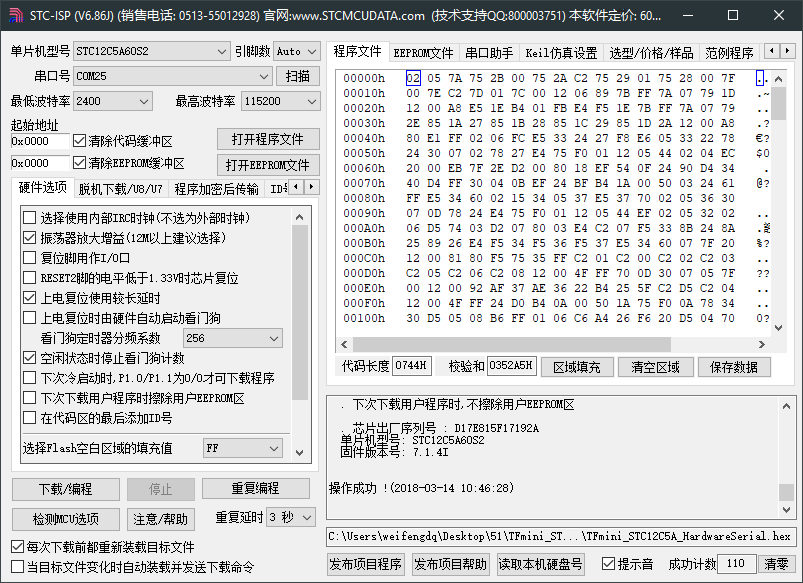 STC-ISP (V6.86J) (销售电话: 0513-55012928) 官网:www.STCMCUDATA.com (技术支持QQ:800003751) 本软件定价: 60...
单片机型号 STC12C5A60S2 引脚数 Auto
串口号 COM25 扫描
最低波特率 2400 最高波特率 115200
起始地址
0x0000 清除代码缓冲区 打开程序文件
0x0000 清除EEPROM缓冲区 打开EEPROM文件
硬件选项 脱机下载/U8/U7 程序加密后传输
选择使用内部IRC时钟(不选为外部时钟)
振荡器放大增益(12M以上建议选择)
复位脚用作I/O口
RESET2脚的电平低于1.33V时芯片复位
上电复位使用较长延时
上电复位时由硬件自动启动看门狗
看门狗定时器分频系数 256
空闲状态时停止看门狗计数
下次冷启动时,P1.0/P1.1为0/0才可下载程序
下次下载用户程序时擦除用户EEPROM区
在代码区的最后添加ID号
选择Flash空白区域的填充值 FF
下载/编程 停止 重复编程
检测MCU选项 注意/帮助 重复延时 3 秒
每次下载前都重新装载目标文件
当目标文件变化时自动装载并发送下载命令
程序文件 EEPROM文件 串口助手 Keil仿真设置 选型/价格/样品 范例程序
00000h 02 05 7A 75 2B 00 75 2A C2 75 29 01 75 28 00 7F ..
00010h 00 7E C2 7D 01 7C 00 12 06 89 7B FF 7A 07 79 1D .~
00020h 12 00 A8 E5 1E B4 01 FB E4 F5 1E 7B FF 7A 07 79 ..
00030h 2E 85 1A 27 85 1B 28 85 1C 29 85 1D 2A 12 00 A8 .?
00040h 80 E1 FF 02 06 FC E5 33 24 27 F8 E6 05 33 22 78 €?
00050h 24 30 07 02 78 27 E4 75 F0 01 12 05 44 02 04 EC $0
00060h 20 00 EB 7F 2E D2 00 80 18 EF 54 0F 24 90 D4 34
00070h 40 D4 FF 30 04 0B EF 24 BF B4 1A 00 50 03 24 61 @?
00080h FF E5 34 60 02 15 34 05 37 E5 37 70 02 05 36 30
00090h 07 0D 78 24 E4 75 F0 01 12 05 44 EF 02 05 32 02 ..
000A0h 06 D5 74 03 D2 07 80 03 E4 C2 07 F5 33 8B 24 8A
000B0h 25 89 26 E4 F5 34 F5 36 F5 37 E5 34 60 07 7F 20 %?
000C0h 12 00 81 80 F5 75 35 FF C2 01 C2 00 C2 02 C2 03 ..
000D0h C2 05 C2 06 C2 08 12 00 4F FF 70 0D 30 07 05 7F ??
000E0h 00 12 00 92 AF 37 AE 36 22 B4 25 5F C2 D5 C2 04 ..
000F0h 12 00 4F FF 24 D0 B4 0A 00 50 1A 75 F0 0A 78 34 ..
00100h 30 D5 05 08 B6 FF 01 06 C6 A4 26 F6 20 D5 04 70 0?
代码长度 0744H 校验和 0352A5H 区域填充 清空区域 保存数据
. 下次下载用户程序时,不擦除用户EEPROM区
. 芯片出厂序列号 : D17E815F17192A
单片机型号: STC12C5A60S2
固件版本号: 7.1.4I
操作成功 !(2018-03-14 10:46:28)
C:\Users\weifengdq\Desktop\51\TFmini_ST...\TFmini_STC12C5A_HardwareSerial.hex
发布项目程序 发布项目帮助 读取本机硬盘号 提示音 成功计数 110 清零